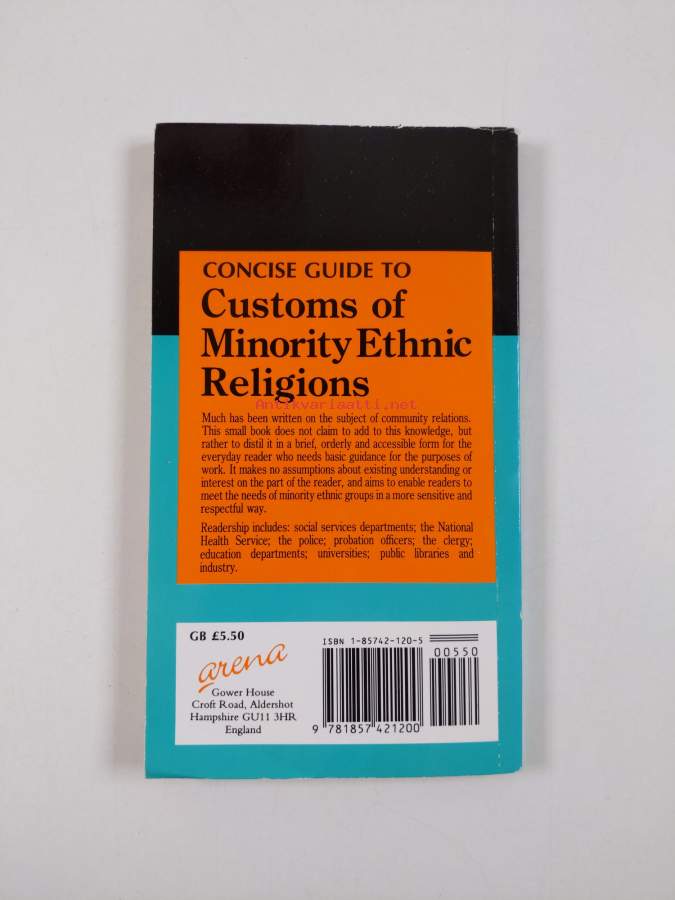 CONCISE GUIDE TO
Customs of
Minority Ethnic
Religions
Antikvariaatti.net
Much has been written on the subject of community relations.
This small book does not claim to add to this knowledge, but
rather to distil it in a brief, orderly and accessible form for the
everyday reader who needs basic guidance for the purposes of
work. It makes no assumptions about existing understanding or
interest on the part of the reader, and aims to enable readers to
meet the needs of minority ethnic groups in a more sensitive and
respectful way.
Readership includes: social services departments; the National
Health Service; the police; probation officers; the clergy;
education departments; universities; public libraries and
industry.
GB £5.50
arena
Gower House
Croft Road, Aldershot
Hampshire GU11 3HR
England
ISBN 1-85742-120-5
00550
9 781857 421200